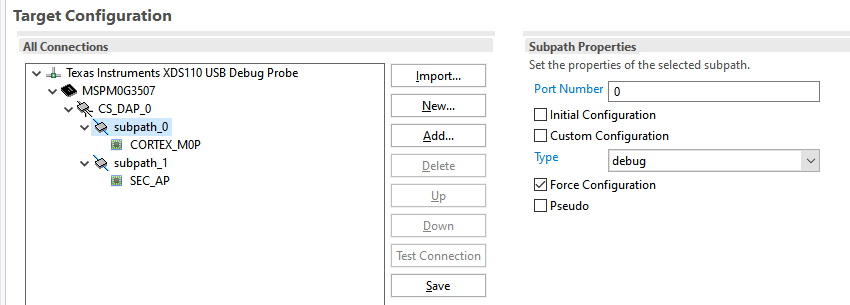 Target Configuration
All Connections
Texas Instruments XDS110 USB Debug Probe
MSPM0G3507
CS_DAP_0
subpath_0
CORTEX_M0P
subpath_1
SEC_AP
Import...
New...
Add...
Delete
Up
Down
Test Connection
Save
Subpath Properties
Set the properties of the selected subpath.
Port Number 0
Initial Configuration
Custom Configuration
Type debug
Force Configuration
Pseudo